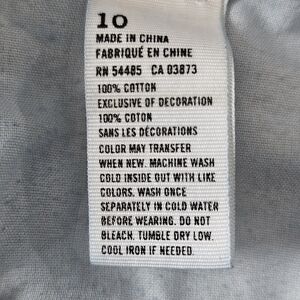 10
MADE IN CHINA
FABRIQUÉ EN CHINE
RN 54485 CA 03873
100% COTTON
EXCLUSIVE OF DECORATION
100% COTON
SANS LES DÉCORATIONS
COLOR MAY TRANSFER
WHEN NEW. MACHINE WASH
COLD INSIDE OUT WITH LIKE
COLORS. WASH ONCE
SEPARATELY IN COLD WATER
BEFORE WEARING. DO NOT
BLEACH. TUMBLE DRY LOW.
COOL IRON IF NEEDED.